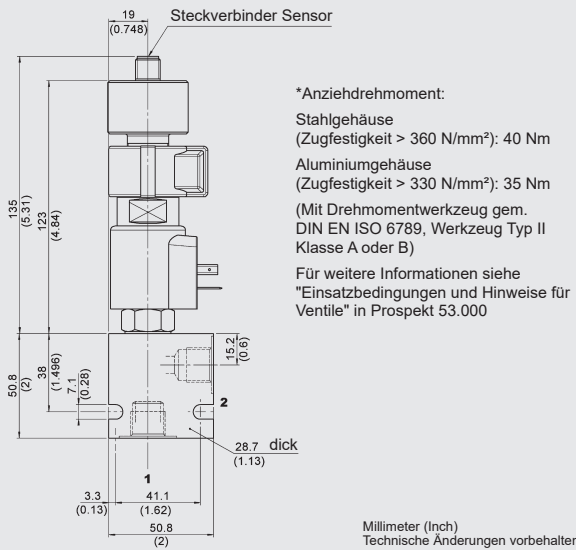 19
(0.748)
Steckverbinder Sensor
135
(5.31)
123
(4.84)
*Anziehdrehmoment:
Stahlgehäuse
(Zugfestigkeit > 360 N/mm²): 40 Nm
Aluminiumgehäuse
(Zugfestigkeit > 330 N/mm²): 35 Nm
(Mit Drehmomentwerkzeug gem.
DIN EN ISO 6789, Werkzeug Typ II
Klasse A oder B)
Für weitere Informationen siehe
"Einsatzbedingungen und Hinweise für
Ventile" in Prospekt 53.000
50.8
(2)
38
(1.496)
7.1
(0.28)
15.2
(0.6)
2
28.7 dick
(1.13)
1
3.3
(0.13)
41.1
(1.62)
50.8
(2)
Millimeter (Inch)
Technische Änderungen vorbehalten